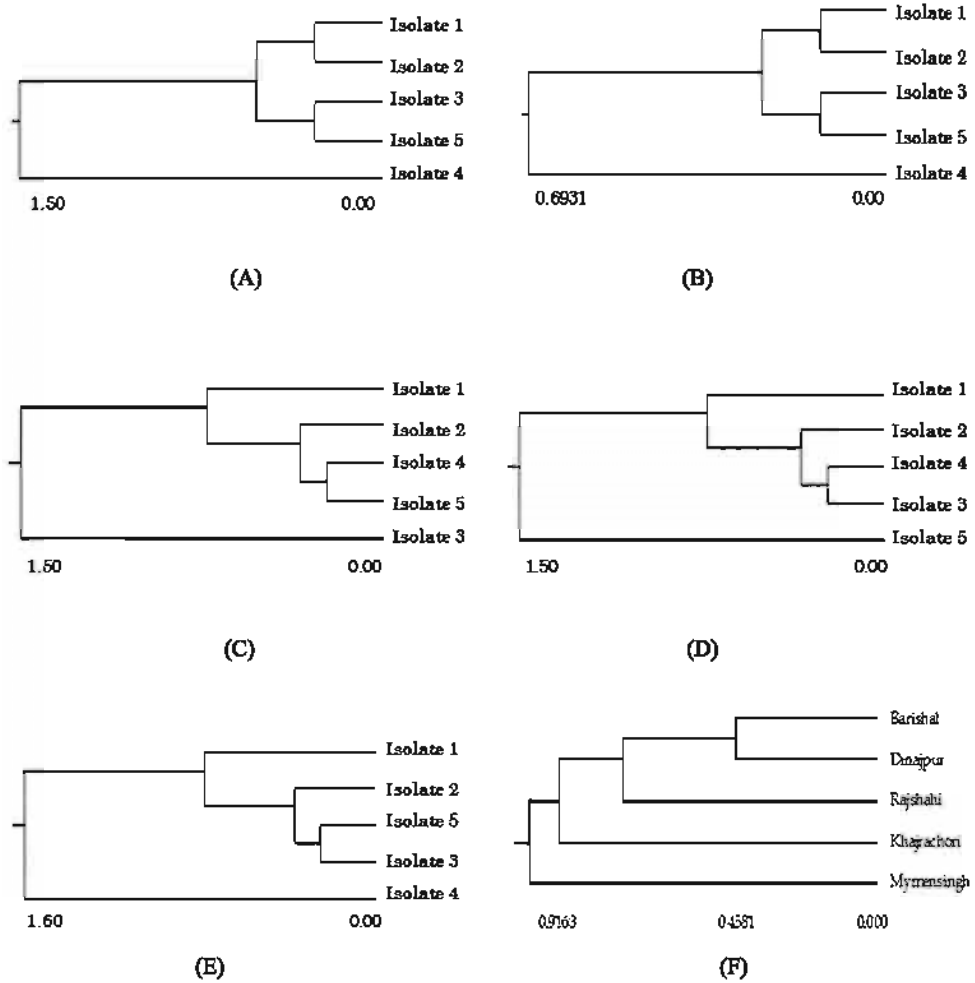 Isolate 1
Isolate 2
Isolate 3
Isolate 5
Isolate 4
1.50 0.00
(A)
Isolate 1
Isolate 2
Isolate 3
Isolate 5
Isolate 4
0.6931 0.00
(B)
Isolate 1
Isolate 2
Isolate 4
Isolate 5
Isolate 3
1.50 0.00
(C)
Isolate 1
Isolate 2
Isolate 4
Isolate 3
Isolate 5
1.50 0.00
(D)
Isolate 1
Isolate 2
Isolate 5
Isolate 3
Isolate 4
1.60 0.00
(E)
Barishal
Dinajpur
Rajshahi
Mymensingh
0.9163 0.4581 0.000
(F)